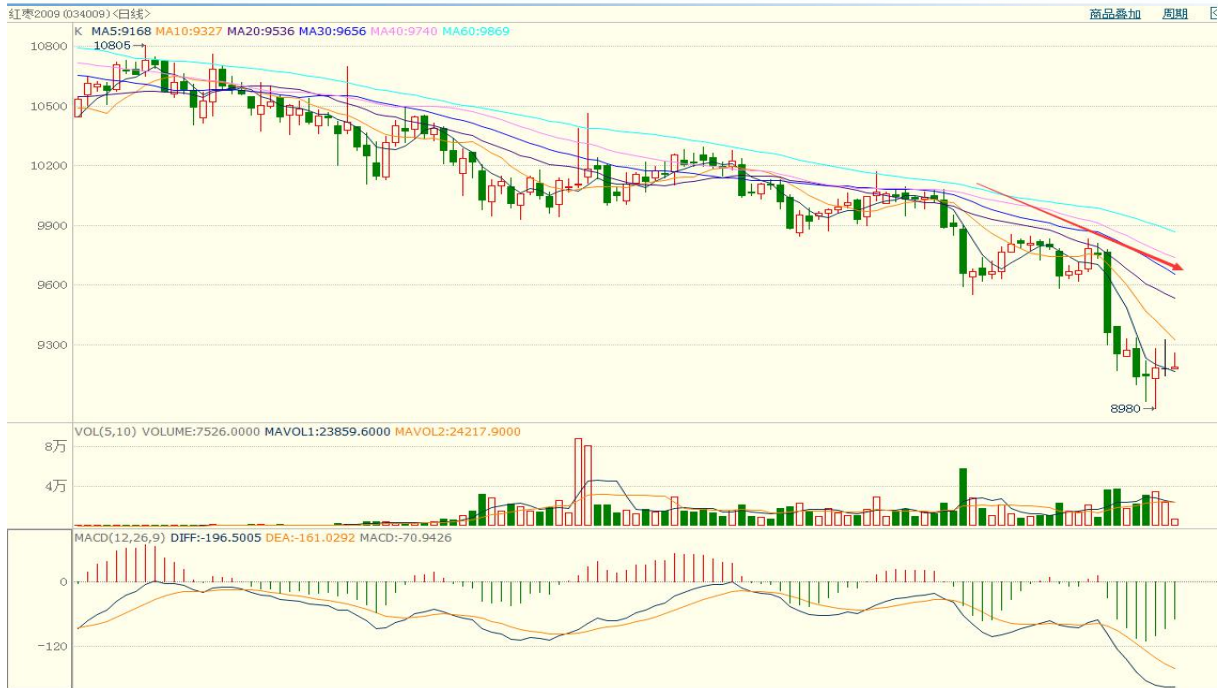 红枣2009 (034009)<日线> 商品叠加 周期
K MA5:9168 MA10:9327 MA20:9536 MA30:9656 MA40:9740 MA60:9869
10805→
10800
10500
10200
9900
9600
9300
8980→
VOL(5,10) VOLUME:7526.0000 MAVOL1:23859.6000 MAVOL2:24217.9000
8万
4万
MACD(12,26,9) DIFF:-196.5005 DEA:-161.0292 MACD:-70.9426
0
-120